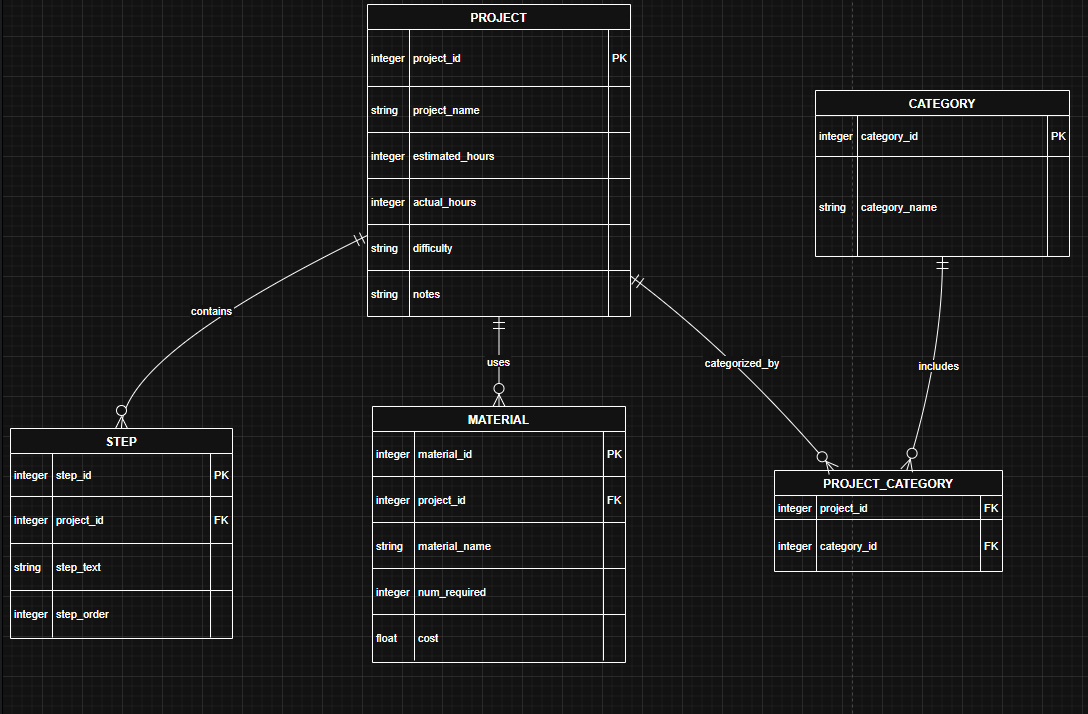 PROJECT
integer project_id PK
string project_name
integer estimated_hours
integer actual_hours
string difficulty
string notes
CATEGORY
integer category_id PK
string category_name
contains
uses
categorized_by
includes
STEP
integer step_id PK
integer project_id FK
string step_text
integer step_order
MATERIAL
integer material_id PK
integer project_id FK
string material_name
integer num_required
float cost
PROJECT_CATEGORY
integer project_id FK
integer category_id FK